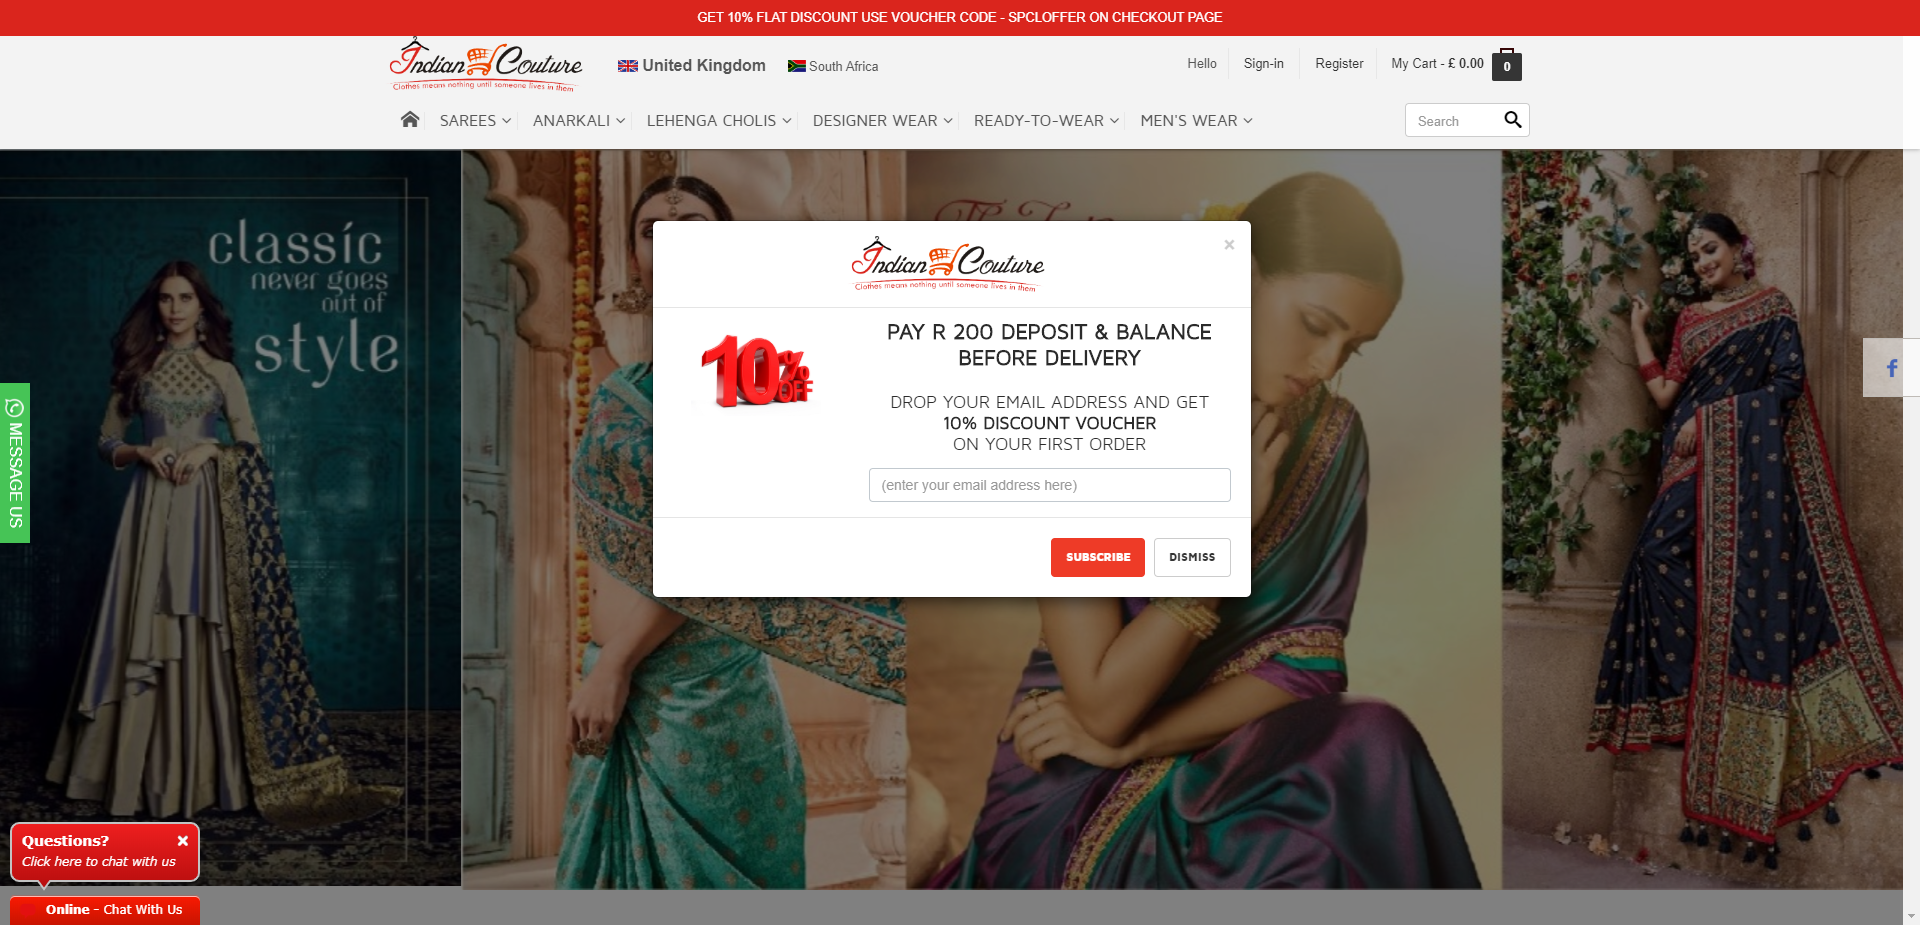 GET 10% FLAT DISCOUNT USE VOUCHER CODE - SPCLOFFER ON CHECKOUT PAGE
Indian Couture
Clothes means nothing until someone lives in them
United Kingdom
South Africa
Hello
Sign-in
Register
My Cart - £ 0.00
0
SAREES
ANARKALI
LEHENGA CHOLIS
DESIGNER WEAR
READY-TO-WEAR
MEN'S WEAR
Search
classic
never goes
out of
style
×
Indian Couture
Clothes means nothing until someone lives in them
10% OFF
PAY R 200 DEPOSIT & BALANCE
BEFORE DELIVERY
DROP YOUR EMAIL ADDRESS AND GET
10% DISCOUNT VOUCHER
ON YOUR FIRST ORDER
(enter your email address here)
SUBSCRIBE
DISMISS
MESSAGE US
f
Questions?
Click here to chat with us
Online - Chat With Us